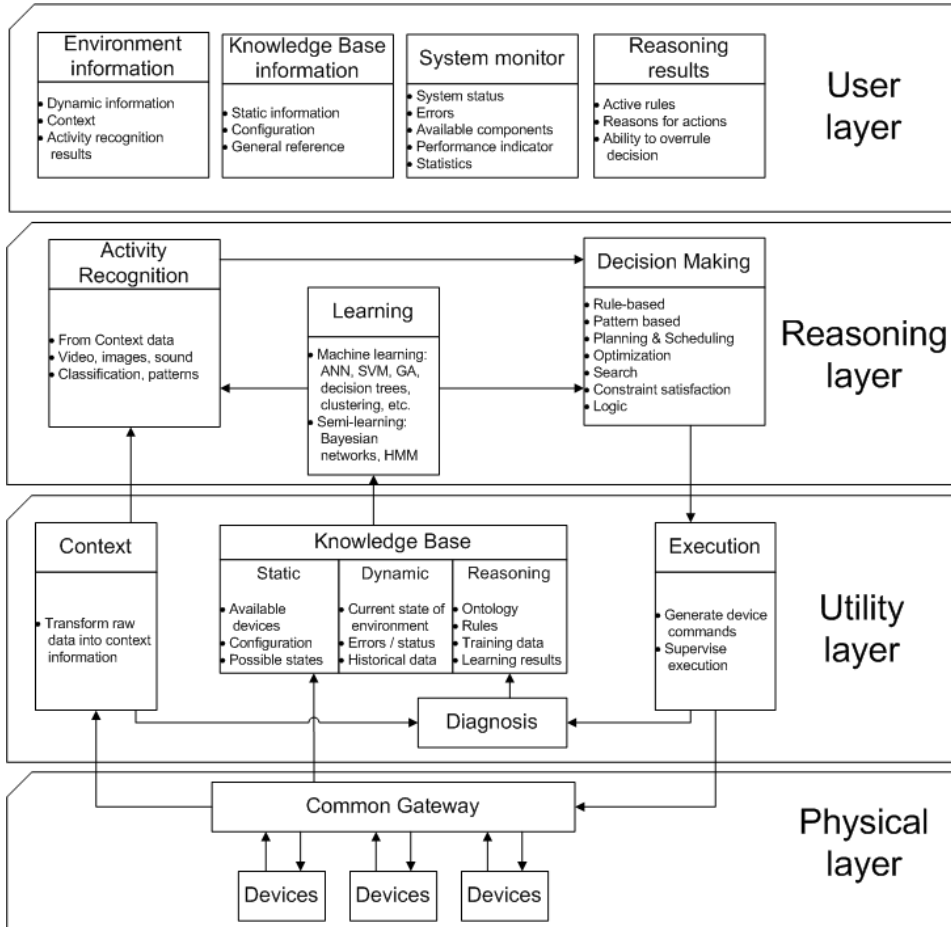 Environment
information
• Dynamic information
• Context
• Activity recognition
results
Knowledge Base
information
• Static information
• Configuration
• General reference
System monitor
• System status
• Errors
• Available components
• Performance indicator
• Statistics
Reasoning
results
• Active rules
• Reasons for actions
• Ability to overrule
decision
User
layer
Activity
Recognition
• From Context data
• Video, images, sound
• Classification, patterns
Learning
• Machine learning:
ANN, SVM, GA,
decision trees,
clustering, etc.
• Semi-learning:
Bayesian
networks, HMM
Decision Making
• Rule-based
• Pattern based
• Planning & Scheduling
• Optimization
• Search
• Constraint satisfaction
• Logic
Reasoning
layer
Context
• Transform raw
data into context
information
Knowledge Base
Static
• Available
devices
• Configuration
• Possible states
Dynamic
• Current state of
environment
• Errors / status
• Historical data
Reasoning
• Ontology
• Rules
• Training data
• Learning results
Diagnosis
Execution
• Generate device
commands
• Supervise
execution
Utility
layer
Common Gateway
Devices
Devices
Devices
Physical
layer